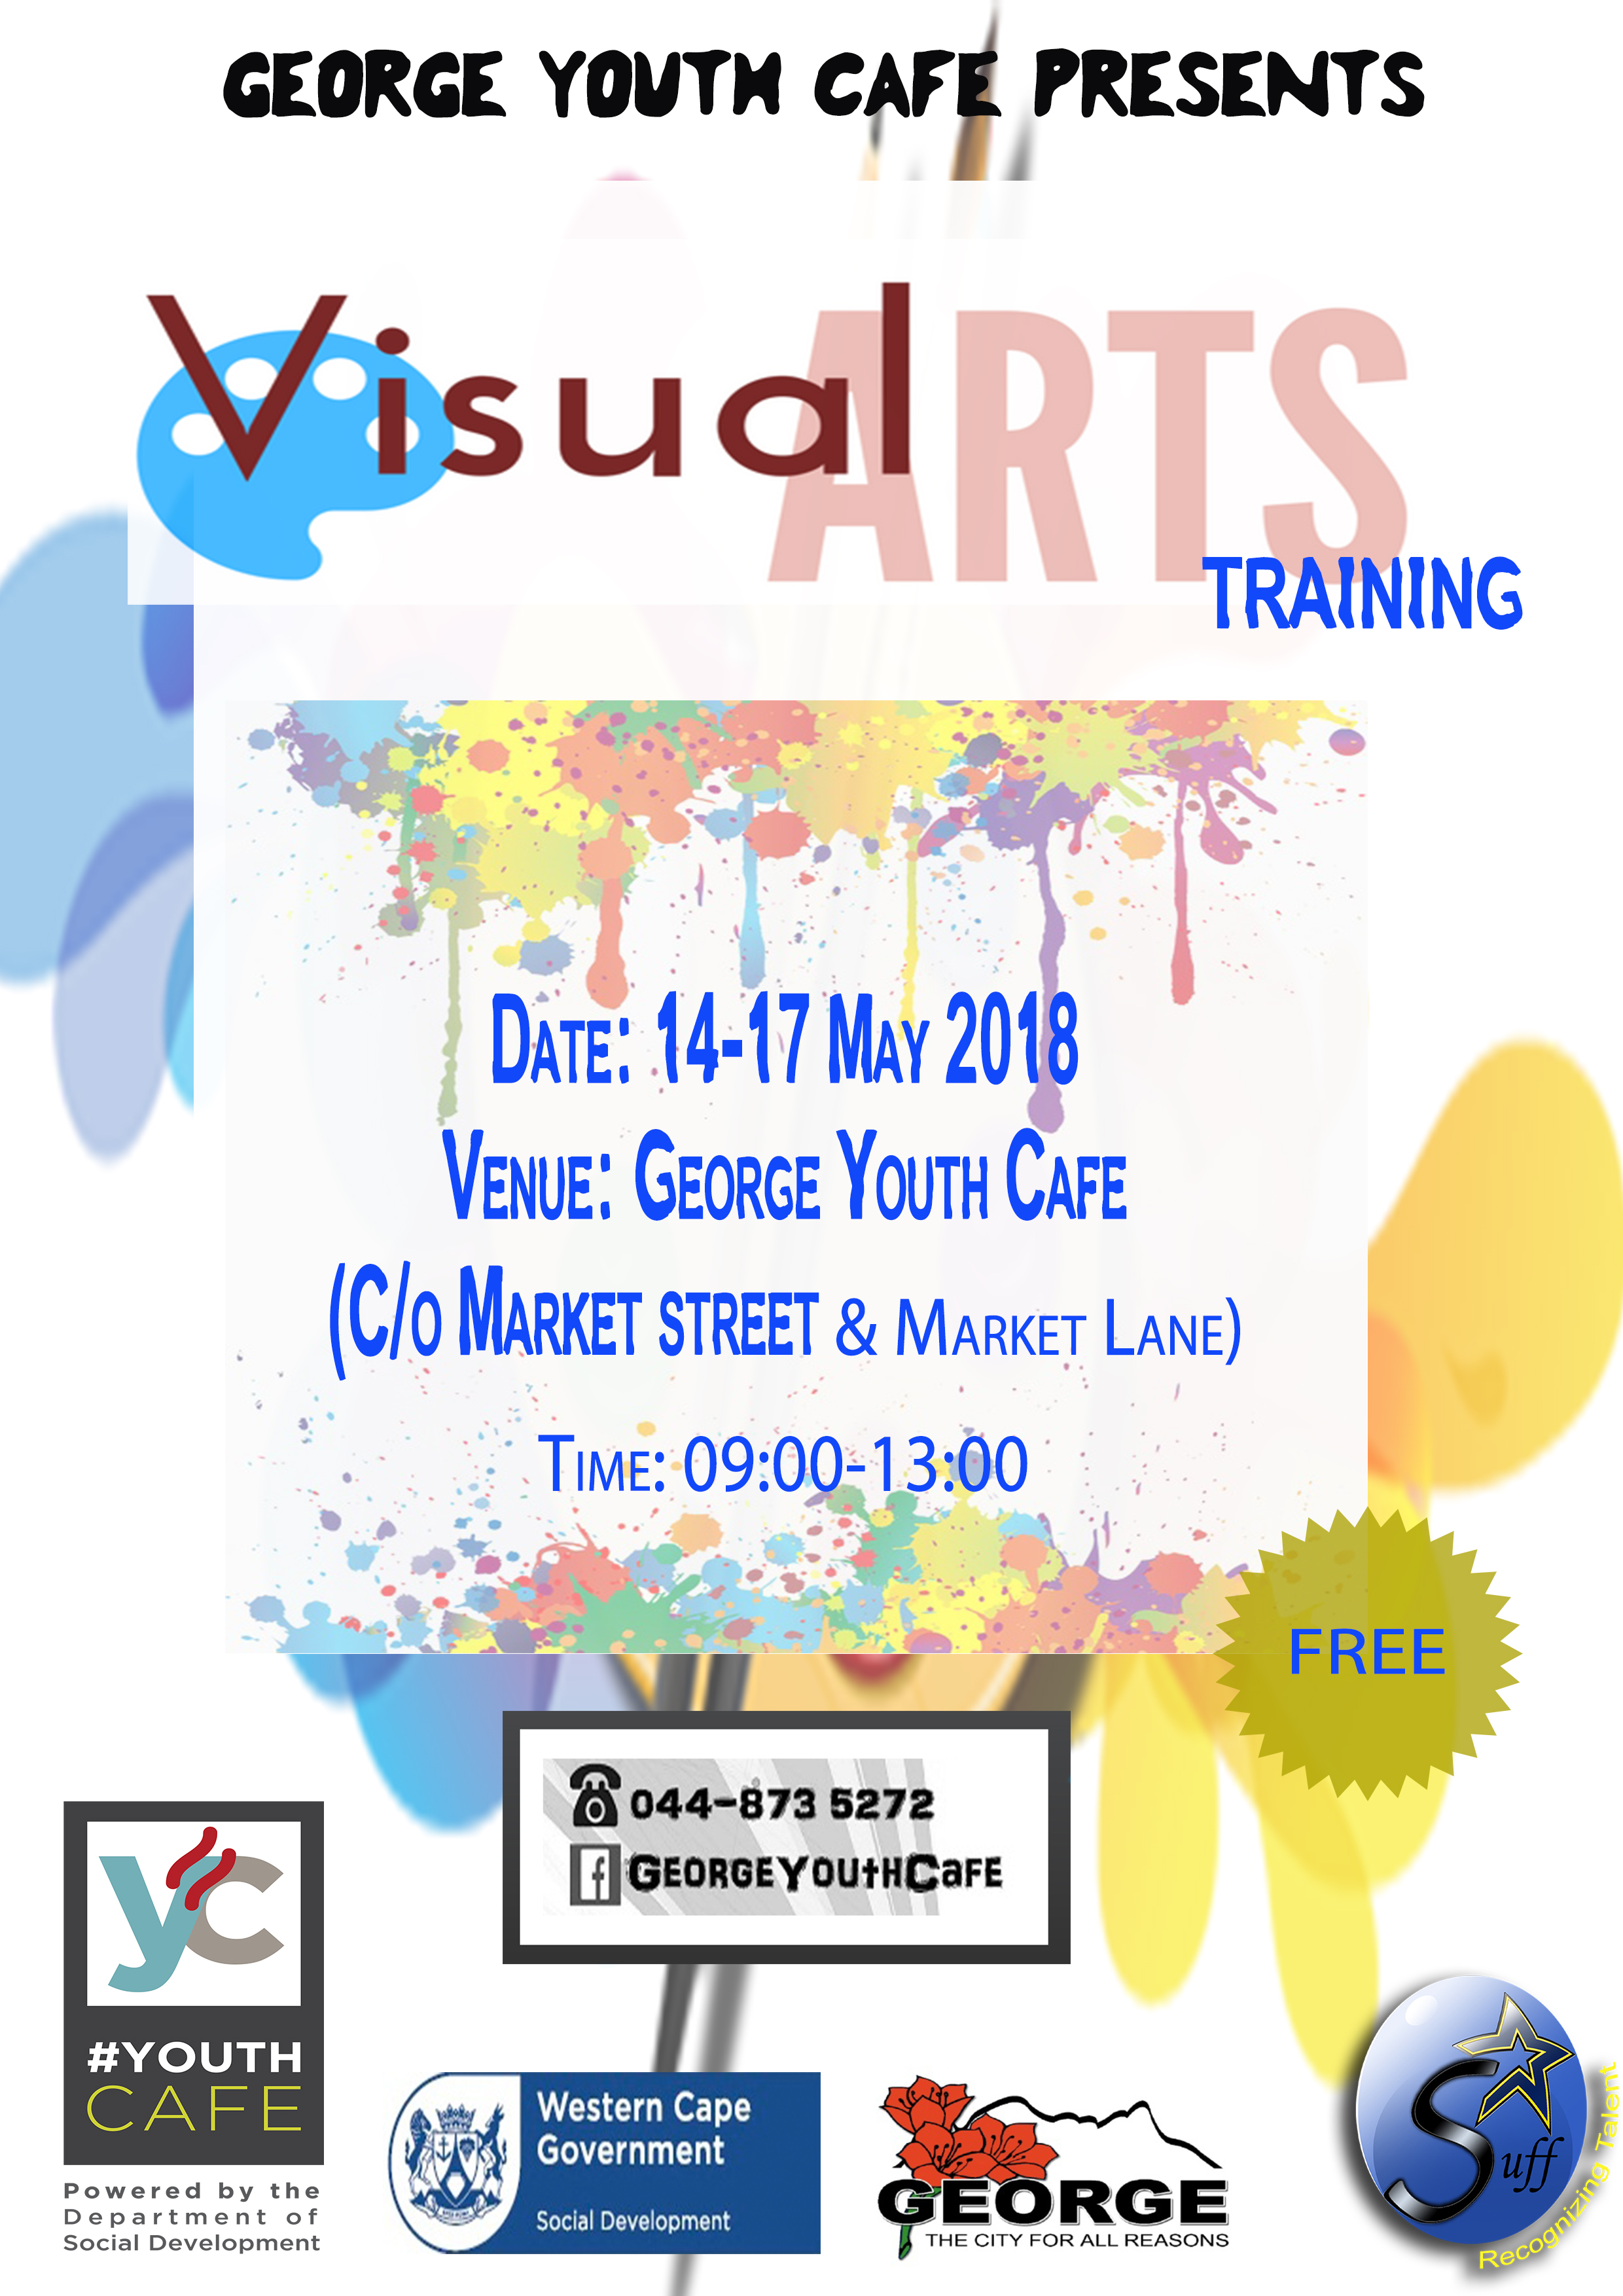 GEORGE YOUTH CAFE PRESENTS
Visual ARTS
TRAINING
DATE: 14-17 MAY 2018
VENUE: GEORGE YOUTH CAFE
(C/O MARKET STREET & MARKET LANE)
TIME: 09:00-13:00
FREE
044-873 5272
GEORGEYOUtHCaFE
yc
#YOUTH
CAFE
Powered by the
Department of
Social Development
Western Cape
Government
Social Development
GEORGE
THE CITY FOR ALL REASONS
Suff
Recognizing Talent